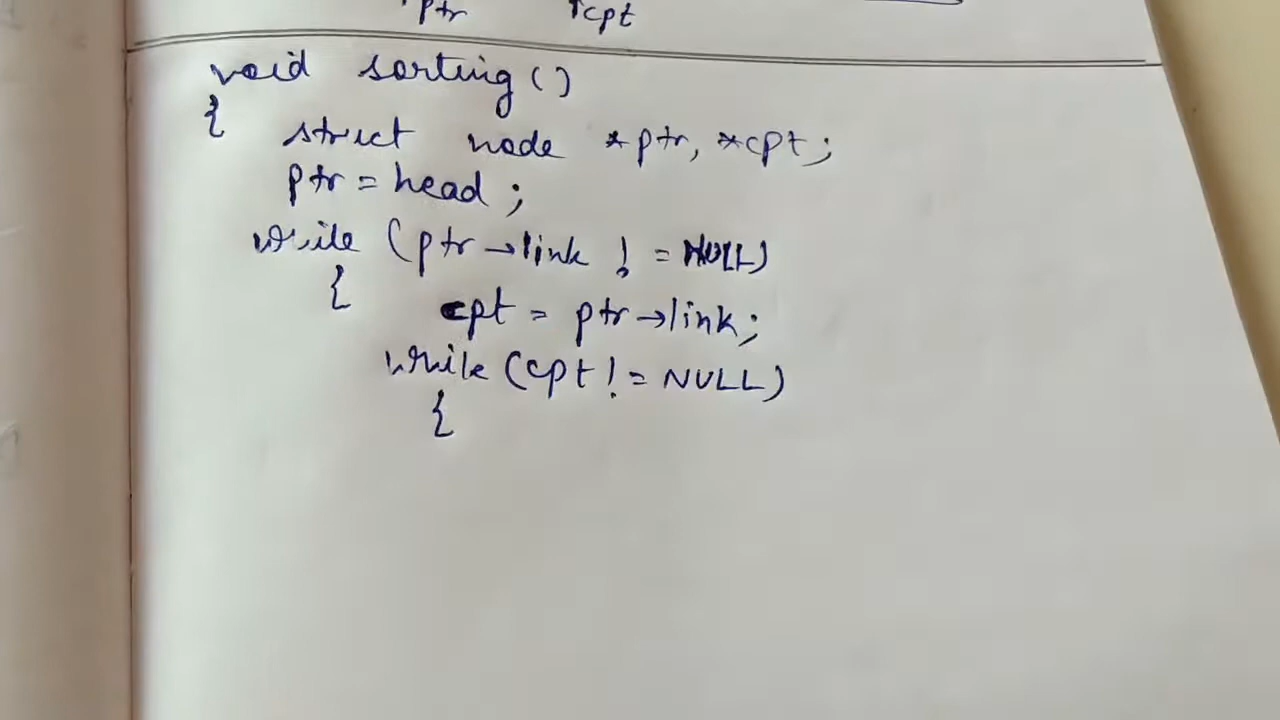 ptr ↑cpt
void sorting()
{
struct node *ptr, *cpt;
ptr = head;
while (ptr→link != NULL)
{ cpt = ptr→link;
while (cpt != NULL)
{